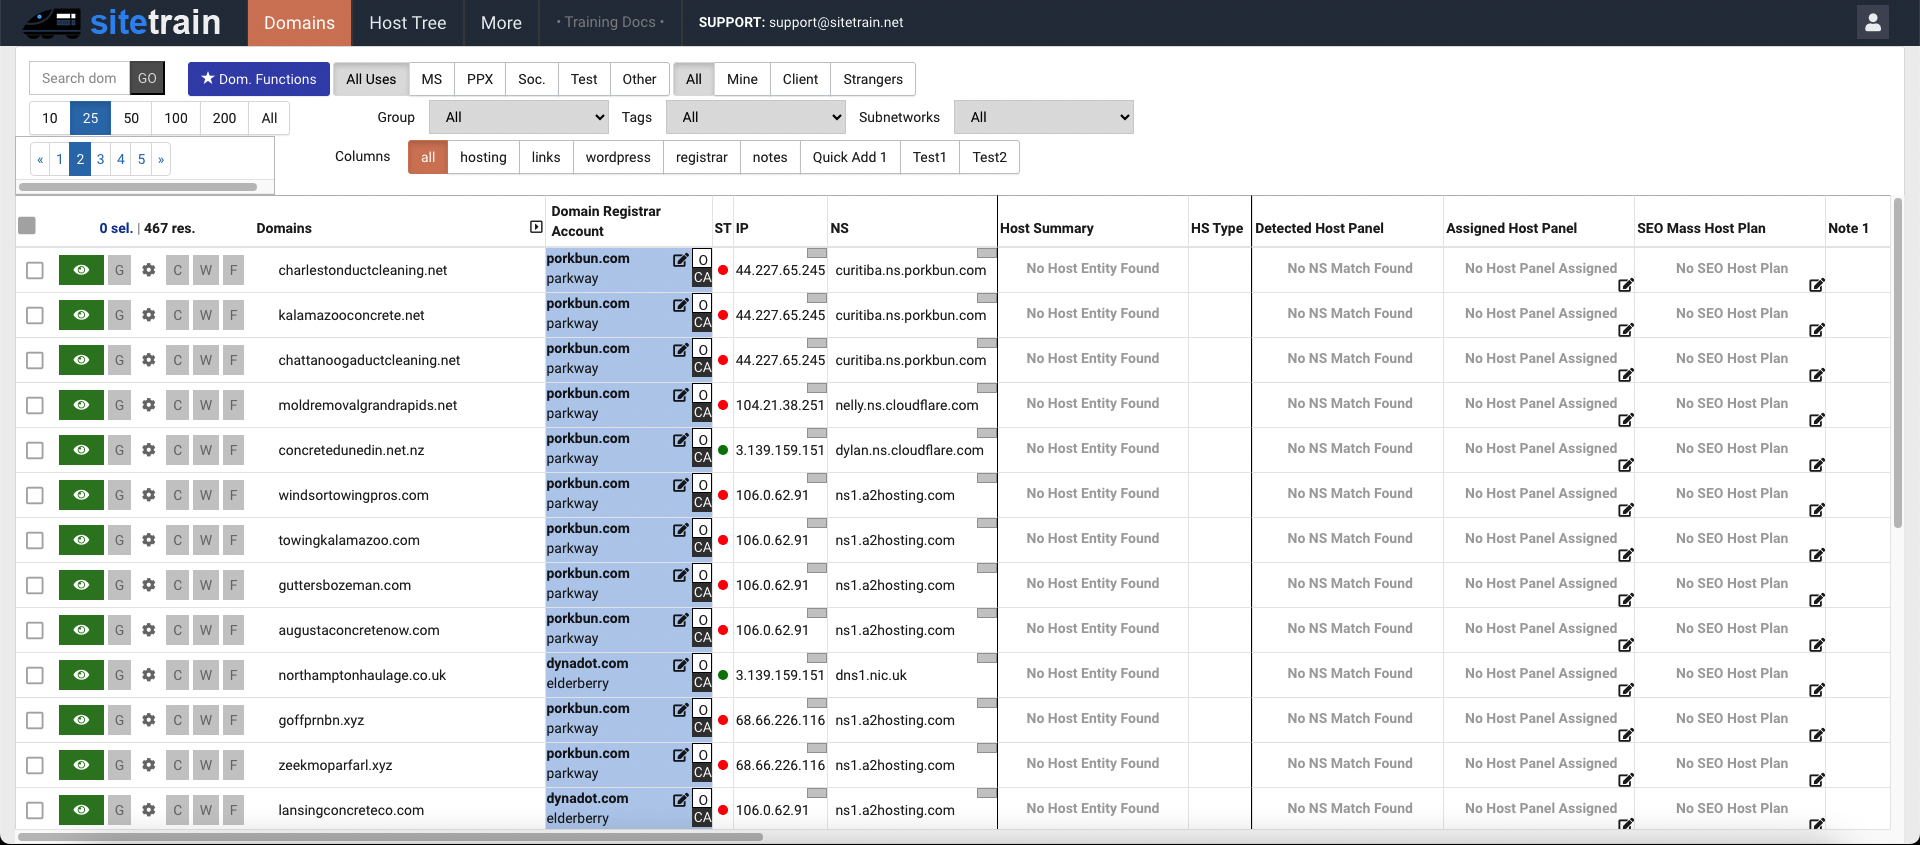 sitetrain Domains Host Tree More • Training Docs • SUPPORT: support@sitetrain.net
Search dom GO ★ Dom. Functions All Uses MS PPX Soc. Test Other All Mine Client Strangers
10 25 50 100 200 All Group All Tags All Subnetworks All
« 1 2 3 4 5 » Columns all hosting links wordpress registrar notes Quick Add 1 Test1 Test2
0 sel. | 467 res. Domains Domain Registrar Account ST IP NS Host Summary HS Type Detected Host Panel Assigned Host Panel SEO Mass Host Plan Note 1
G C W F charlestonductcleaning.net porkbun.com parkway O CA 44.227.65.245 curitiba.ns.porkbun.com No Host Entity Found No NS Match Found No Host Panel Assigned No SEO Host Plan
G C W F kalamazooconcrete.net porkbun.com parkway O CA 44.227.65.245 curitiba.ns.porkbun.com No Host Entity Found No NS Match Found No Host Panel Assigned No SEO Host Plan
G C W F chattanoogaductcleaning.net porkbun.com parkway O CA 44.227.65.245 curitiba.ns.porkbun.com No Host Entity Found No NS Match Found No Host Panel Assigned No SEO Host Plan
G C W F moldremovalgrandrapids.net porkbun.com parkway O CA 104.21.38.251 nelly.ns.cloudflare.com No Host Entity Found No NS Match Found No Host Panel Assigned No SEO Host Plan
G C W F concretedunedin.net.nz porkbun.com parkway O CA 3.139.159.151 dylan.ns.cloudflare.com No Host Entity Found No NS Match Found No Host Panel Assigned No SEO Host Plan
G C W F windsortowingpros.com porkbun.com parkway O CA 106.0.62.91 ns1.a2hosting.com No Host Entity Found No NS Match Found No Host Panel Assigned No SEO Host Plan
G C W F towingkalamazoo.com porkbun.com parkway O CA 106.0.62.91 ns1.a2hosting.com No Host Entity Found No NS Match Found No Host Panel Assigned No SEO Host Plan
G C W F guttersbozeman.com porkbun.com parkway O CA 106.0.62.91 ns1.a2hosting.com No Host Entity Found No NS Match Found No Host Panel Assigned No SEO Host Plan
G C W F augustaconcretenow.com porkbun.com parkway O CA 106.0.62.91 ns1.a2hosting.com No Host Entity Found No NS Match Found No Host Panel Assigned No SEO Host Plan
G C W F northamptonhaulage.co.uk dynadot.com elderberry O CA 3.139.159.151 dns1.nic.uk No Host Entity Found No NS Match Found No Host Panel Assigned No SEO Host Plan
G C W F goffprnbn.xyz porkbun.com parkway O CA 68.66.226.116 ns1.a2hosting.com No Host Entity Found No NS Match Found No Host Panel Assigned No SEO Host Plan
G C W F zeekmoparfarl.xyz porkbun.com parkway O CA 68.66.226.116 ns1.a2hosting.com No Host Entity Found No NS Match Found No Host Panel Assigned No SEO Host Plan
G C W F lansingconcreteco.com dynadot.com elderberry O CA 106.0.62.91 ns1.a2hosting.com No Host Entity Found No NS Match Found No Host Panel Assigned No SEO Host Plan